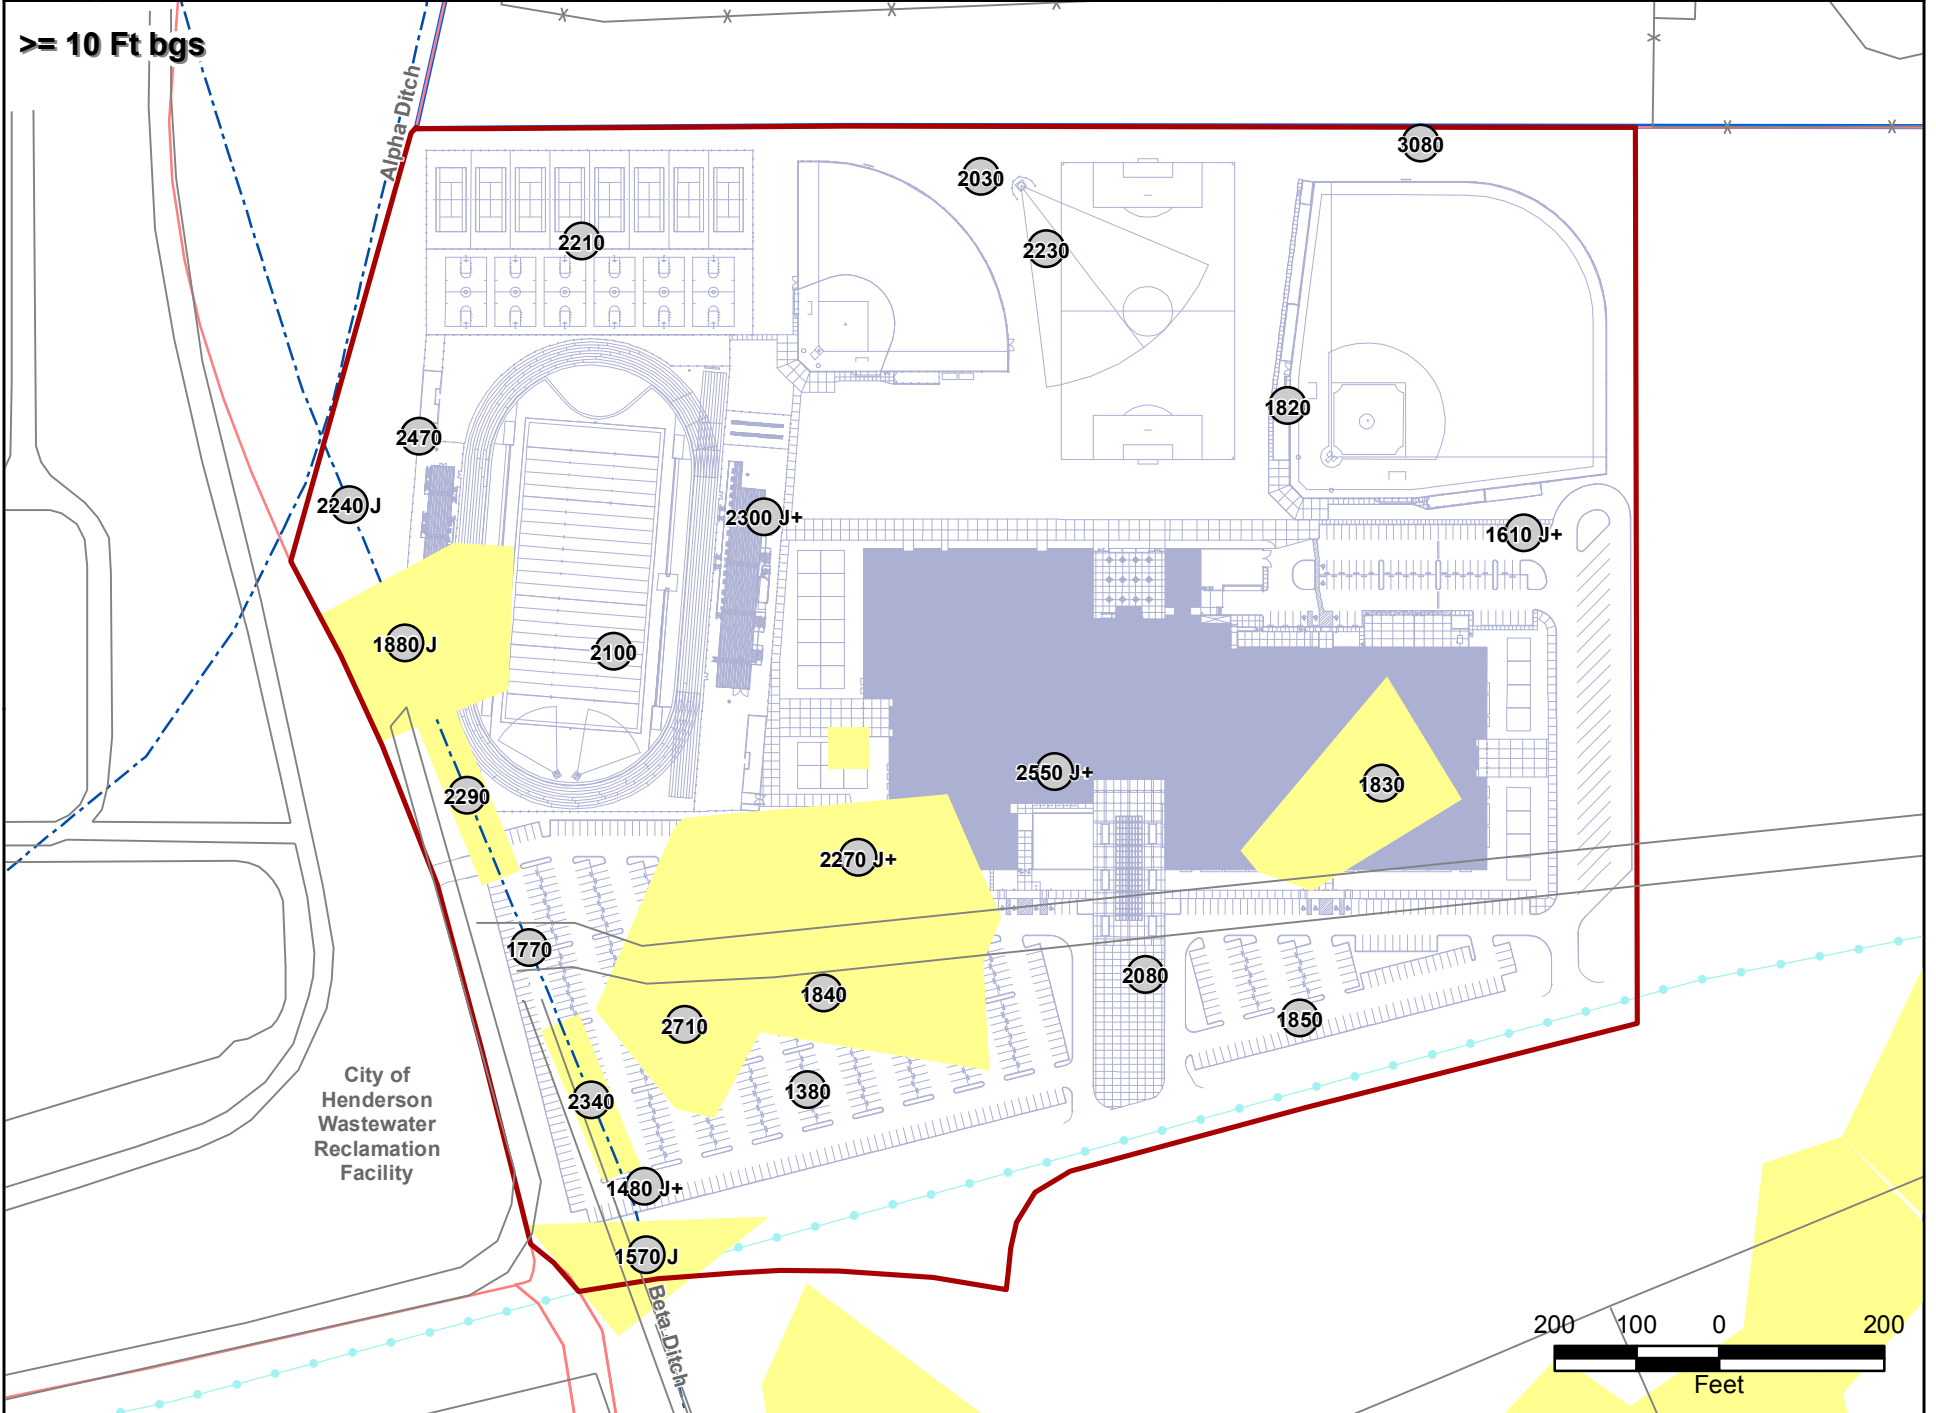 >= 10 Ft bgs
Alpha Ditch
3080
2030
2210
2230
1820
2470
2240 J
2300 J+
1610 J+
1880 J
2100
2550 J+
1830
2290
2270 J+
1770
2080
1840
1850
2710
City of
Henderson
Wastewater
Reclamation
Facility
1380
2340
1480 J+
1570 J
Beta Ditch
200 100 0 200
Feet